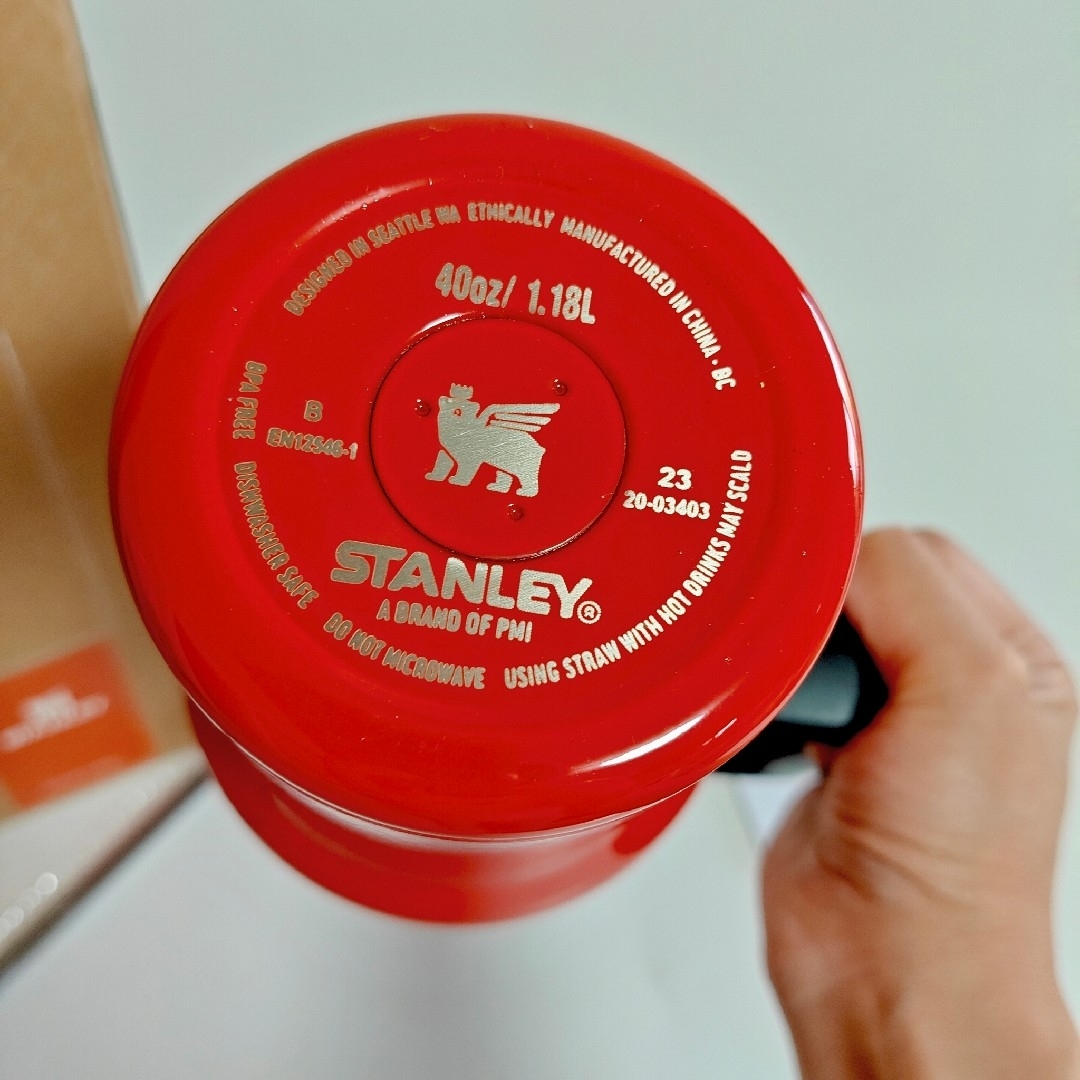 DESIGNED IN SEATTLE WA ETHICALLY MANUFACTURED IN CHINA • BC
40oz/ 1.18L
B
EN12546-1
23
20-03403
STANLEY®
A BRAND OF PMI
BPA FREE DISHWASHER SAFE DO NOT MICROWAVE USING STRAW WITH HOT DRINKS MAY SCALD